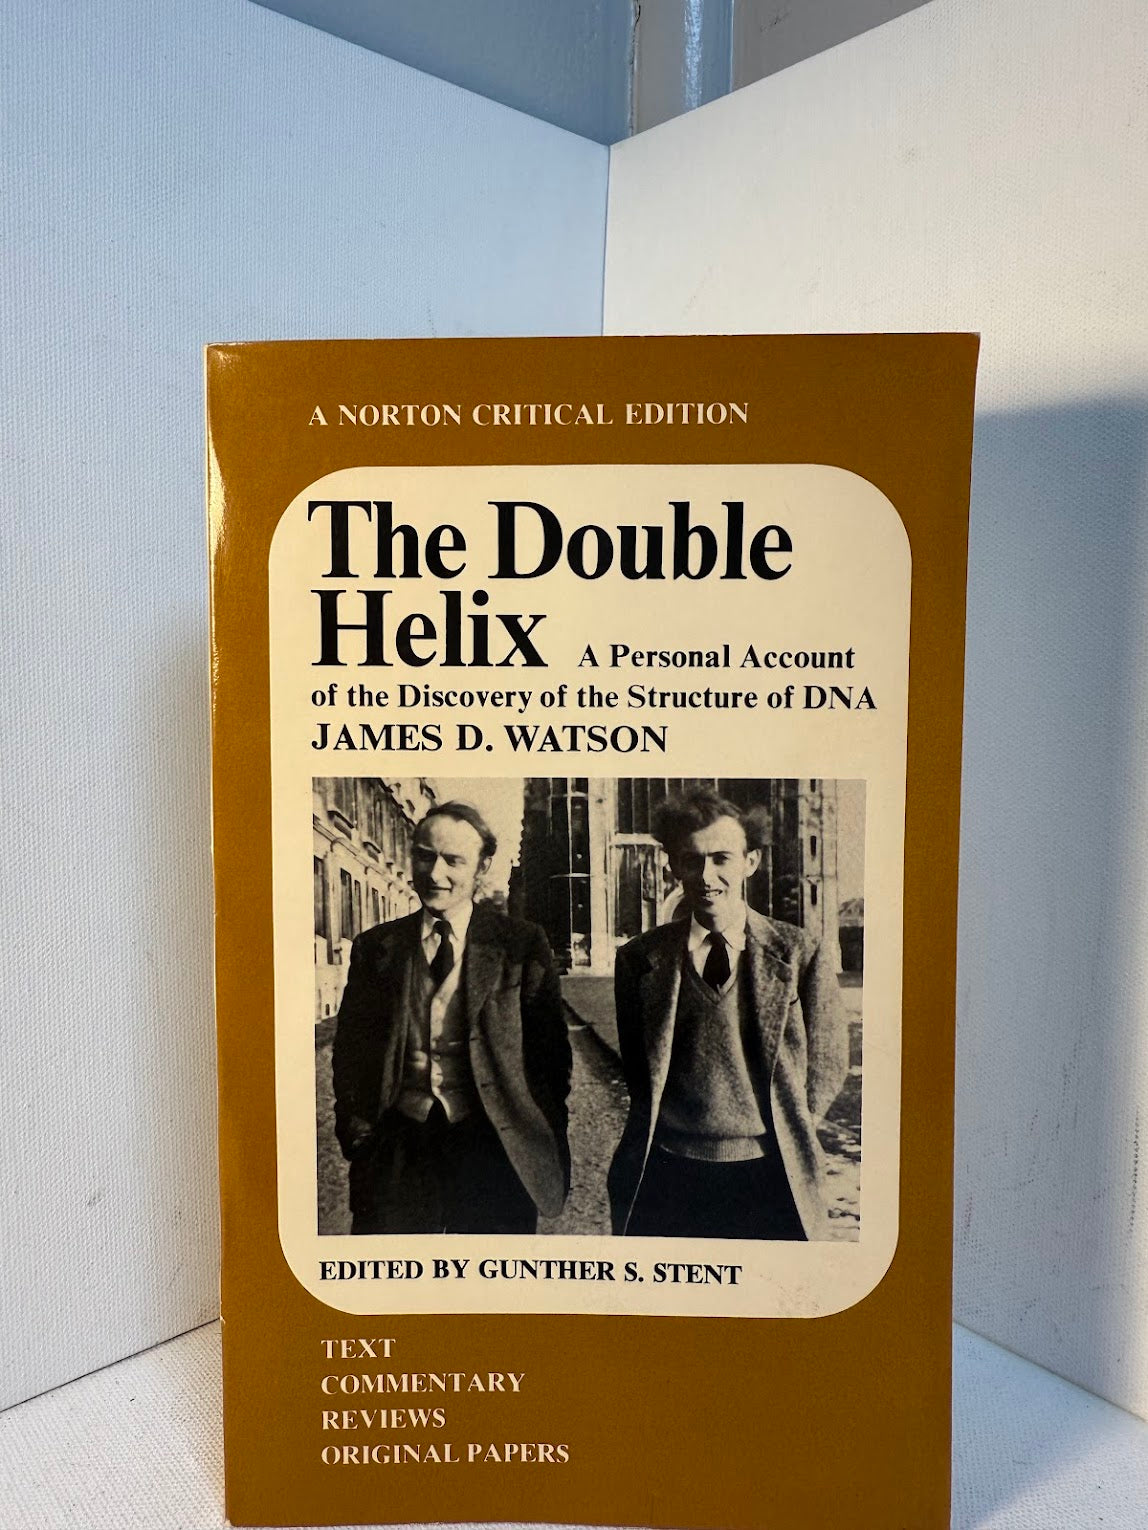 A NORTON CRITICAL EDITION
The Double
Helix A Personal Account
of the Discovery of the Structure of DNA
JAMES D. WATSON
EDITED BY GUNTHER S. STENT
TEXT
COMMENTARY
REVIEWS
ORIGINAL PAPERS